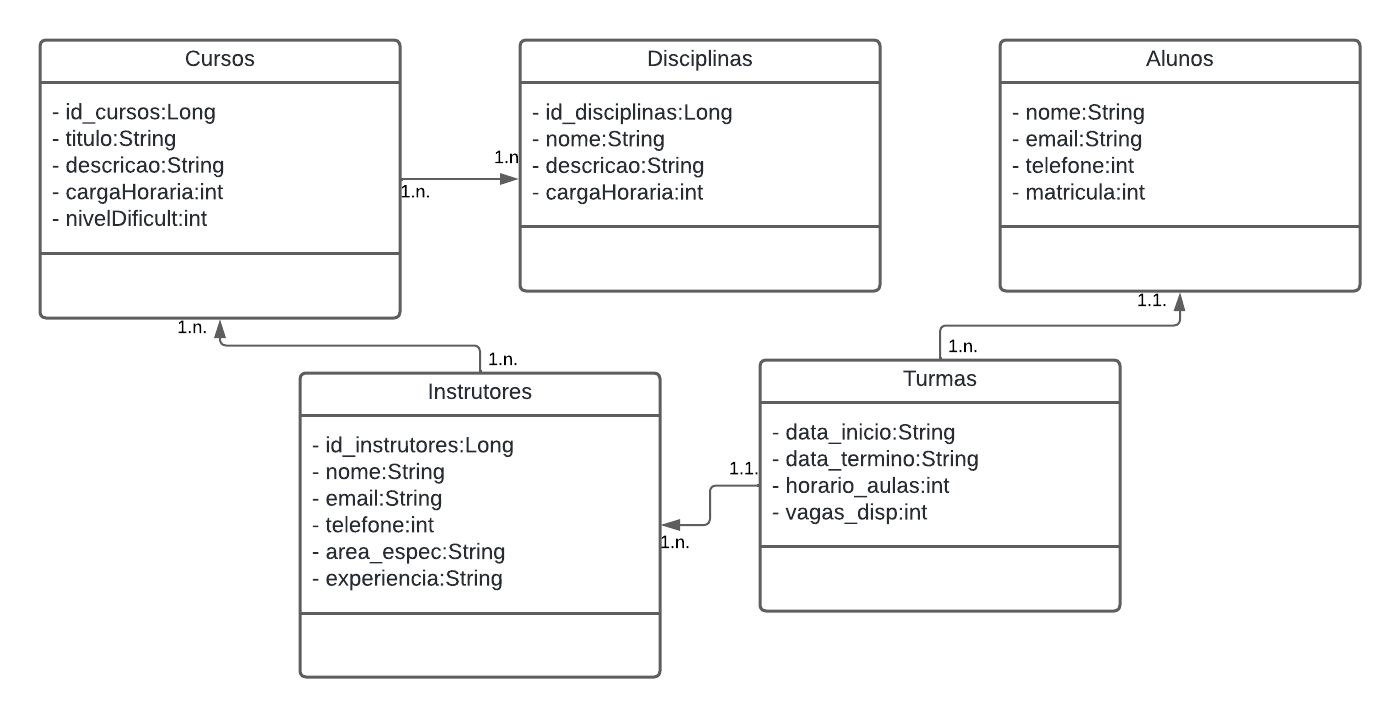 Cursos
- id_cursos:Long
- titulo:String
- descricao:String
- cargaHoraria:int
- nivelDificult:int
1.n.
1.n
Disciplinas
- id_disciplinas:Long
- nome:String
- descricao:String
- cargaHoraria:int
Alunos
- nome:String
- email:String
- telefone:int
- matricula:int
1.1.
1.n.
1.n.
1.n.
Instrutores
- id_instrutores:Long
- nome:String
- email:String
- telefone:int
- area_espec:String
- experiencia:String
1.1.
1.n.
Turmas
- data_inicio:String
- data_termino:String
- horario_aulas:int
- vagas_disp:int